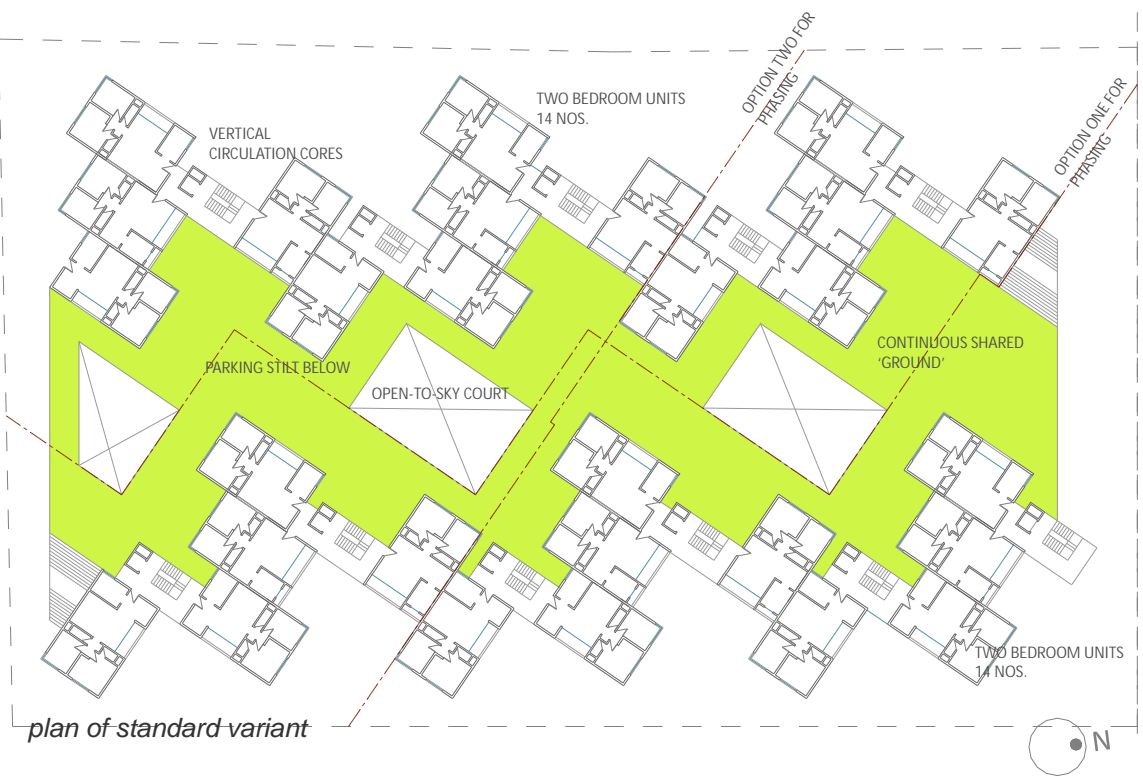 OPTION TWO FOR
PHASING
OPTION ONE FOR
PHASING
TWO BEDROOM UNITS
14 NOS.
VERTICAL
CIRCULATION CORES
CONTINUOUS SHARED
‘GROUND’
PARKING STILT BELOW
OPEN-TO-SKY COURT
TWO BEDROOM UNITS
14 NOS.
plan of standard variant
N